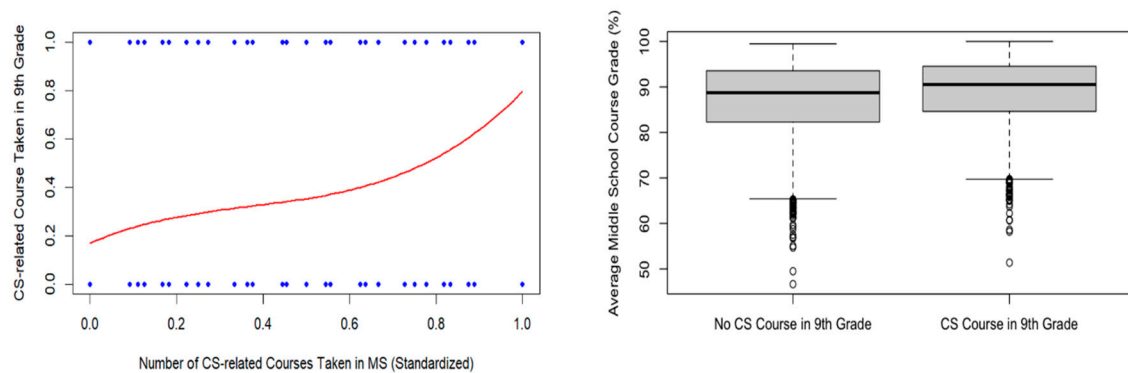 CS-related Course Taken in 9th Grade
1.0
0.8
0.6
0.4
0.2
0.0
0.0 0.2 0.4 0.6 0.8 1.0
Number of CS-related Courses Taken in MS (Standardized)
Average Middle School Course Grade (%)
100
90
80
70
60
50
No CS Course in 9th Grade CS Course in 9th Grade